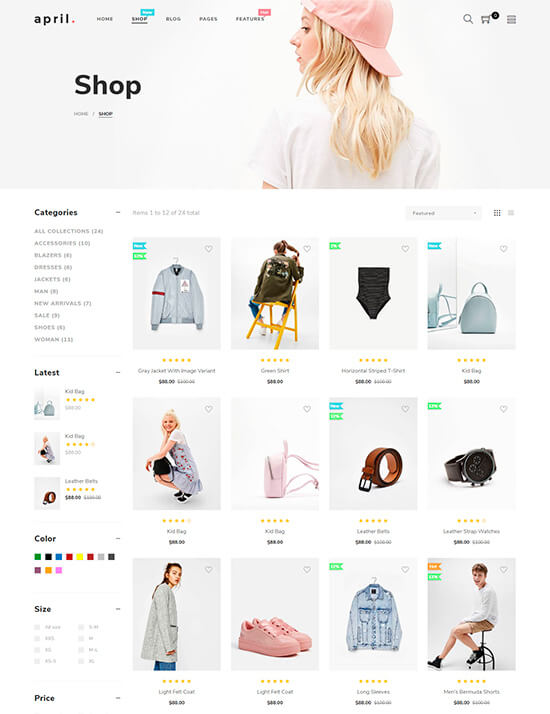 april.
HOME
SHOP
New
BLOG
PAGES
FEATURES
Hot
0
Shop
HOME / SHOP
Categories
ALL COLLECTIONS (24)
ACCESSORIES (10)
BLAZERS (6)
DRESSES (8)
JACKETS (6)
MAN (8)
NEW ARRIVALS (7)
SALE (9)
SHOES (6)
WOMAN (11)
Items 1 to 12 of 24 total
Featured
New
12%
Gray Jacket With Image Variant
$88.00 $100.00
Green Shirt
$88.00
12%
Horizontal Striped T-Shirt
$88.00 $100.00
New
Kid Bag
$88.00
Latest
Kid Bag
$88.00
Kid Bag
$88.00
Leather Belts
$88.00 $100.00
Kid Bag
$88.00
Kid Bag
$88.00
New
12%
Leather Belts
$88.00 $100.00
12%
Leather Strap Watches
$88.00 $100.00
Color
Size
All size
S-M
XXS
M
XS
M-L
XS-S
XL
Price
Light Felt Coat
$88.00
Light Felt Coat
$88.00
12%
Long Sleeves
$88.00 $100.00
Hot
12%
Men's Bermuda Shorts
$88.00 $100.00